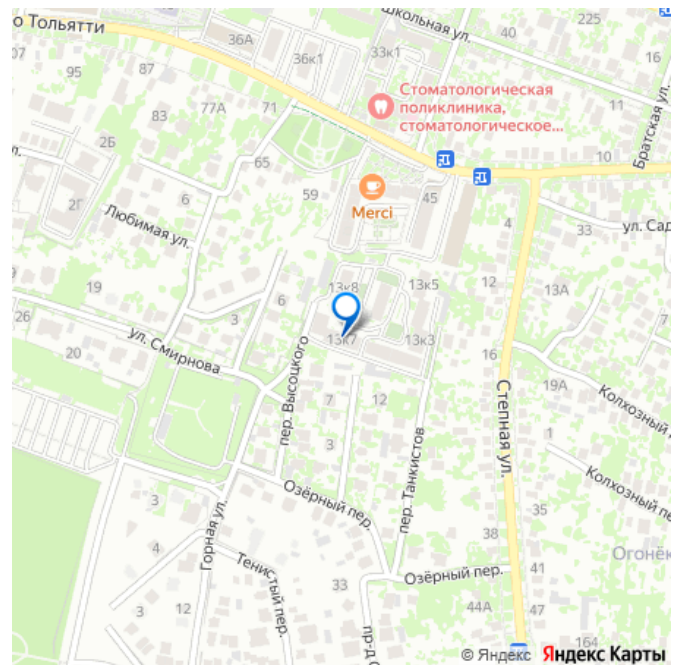 225
Школьная ул.
40
о Тольятти
36А
36к1
33к1
16
07
95
87
Стоматологическая
поликлиника,
стоматологическое...
77А
71
11
Братская ул.
83
2Б
л.
65
10
59
Merci
45
6
2Г
Любимая ул.
4
33
ул. Сад
19
6
13к8
13к5
12
13А
26
3
7
ул. Смирнова
13к7
13к3
16
20
пер. Высоцкого
Степная ул.
19А
Колхозный п
7
12
3
1
пер. Танкистов
Колхозный пе
Озёрный пер.
35
3
Горная ул.
38
4
Огонёк
Тенистый пер.
Озёрный пер.
41
33
3
12
44А
47
пр-д О
164
© Яндекс Яндекс Карты